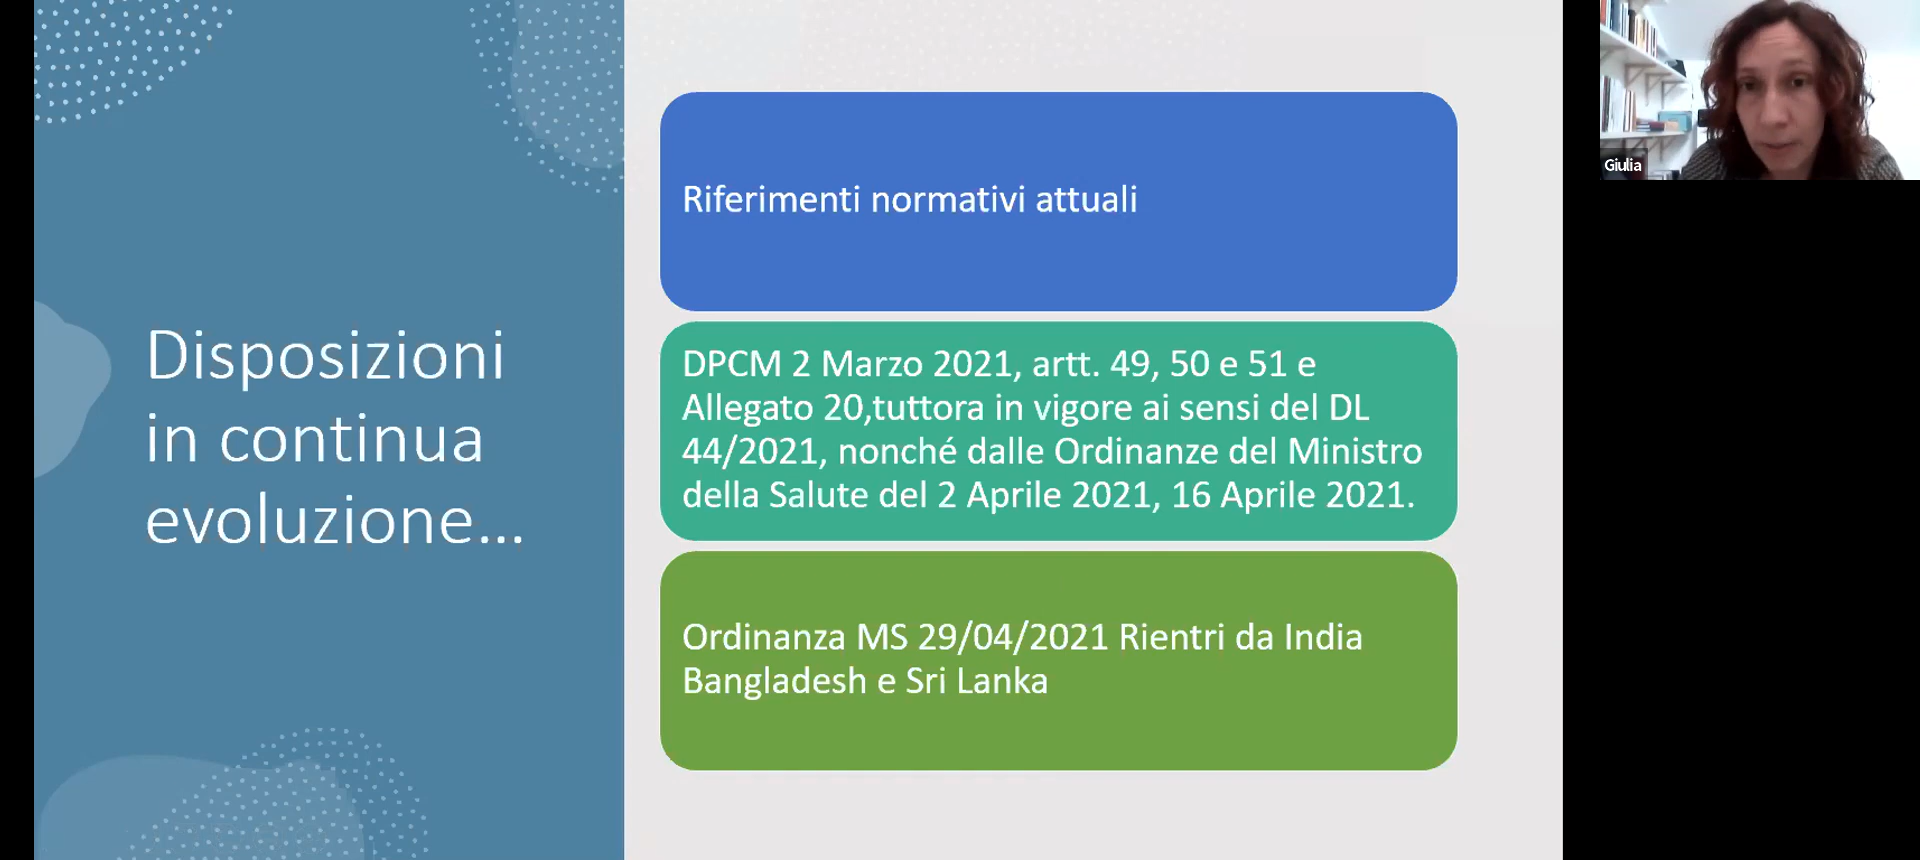 Disposizioni
in continua
evoluzione...
Riferimenti normativi attuali
DPCM 2 Marzo 2021, artt. 49, 50 e 51 e
Allegato 20,tuttora in vigore ai sensi del DL
44/2021, nonché dalle Ordinanze del Ministro
della Salute del 2 Aprile 2021, 16 Aprile 2021.
Ordinanza MS 29/04/2021 Rientri da India
Bangladesh e Sri Lanka
Giulia